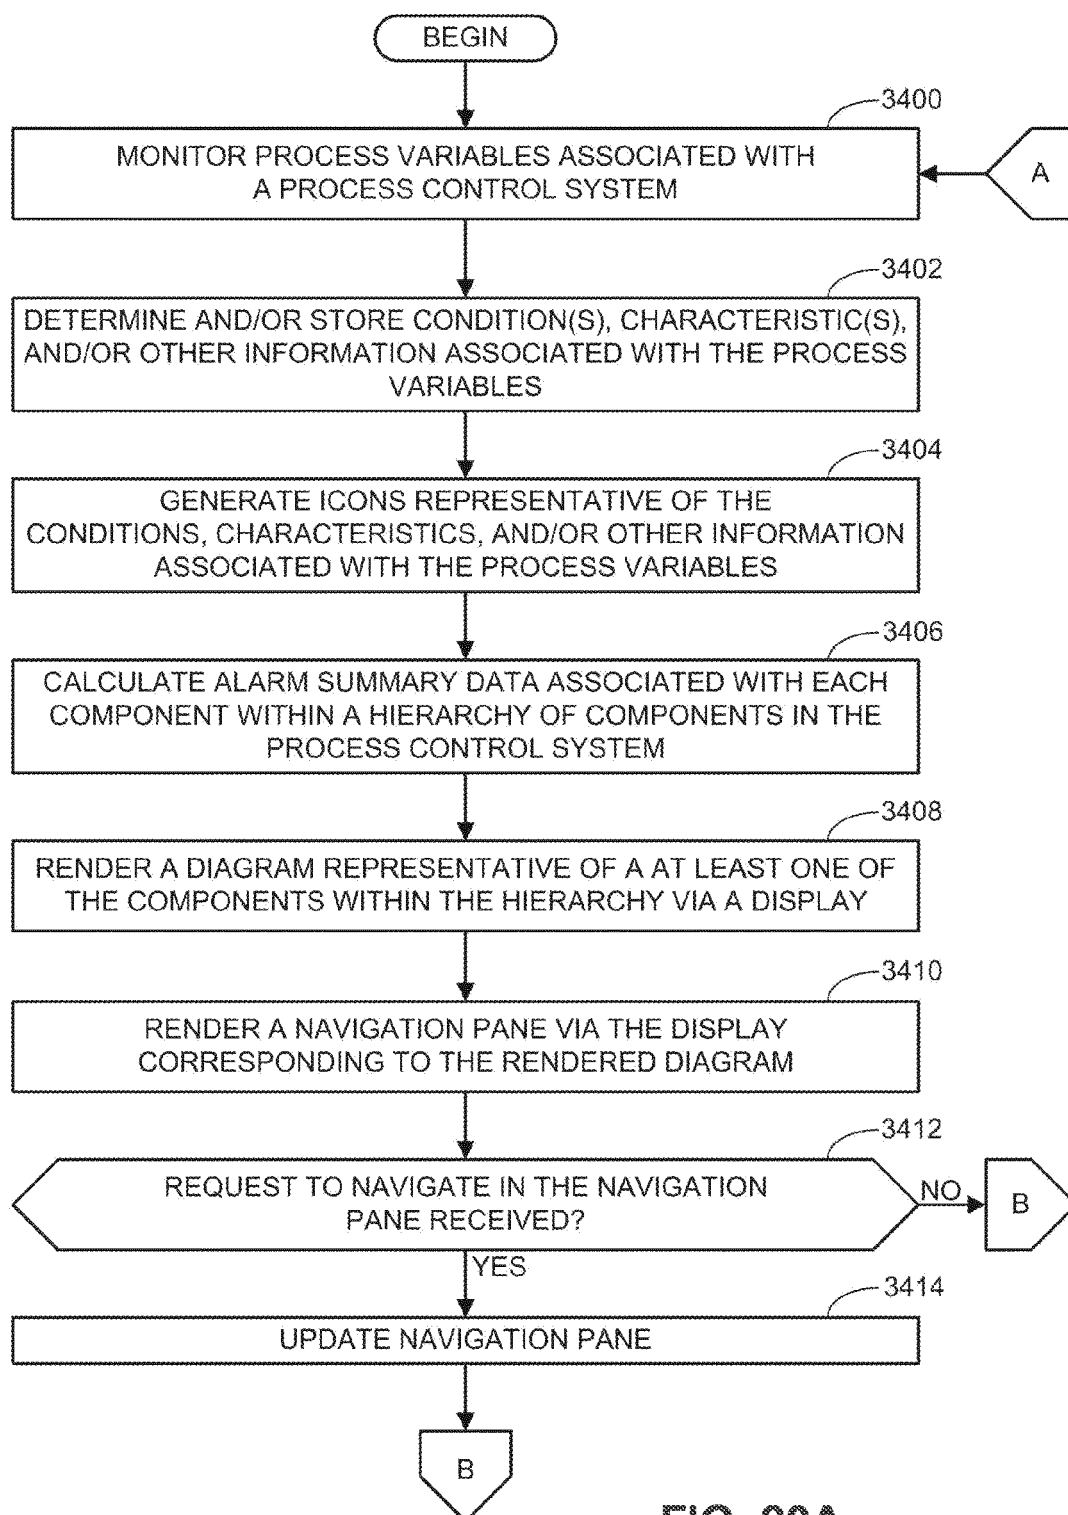 BEGIN
3400
MONITOR PROCESS VARIABLES ASSOCIATED WITH
A PROCESS CONTROL SYSTEM
A
3402
DETERMINE AND/OR STORE CONDITION(S), CHARACTERISTIC(S),
AND/OR OTHER INFORMATION ASSOCIATED WITH THE PROCESS
VARIABLES
3404
GENERATE ICONS REPRESENTATIVE OF THE
CONDITIONS, CHARACTERISTICS, AND/OR OTHER INFORMATION
ASSOCIATED WITH THE PROCESS VARIABLES
3406
CALCULATE ALARM SUMMARY DATA ASSOCIATED WITH EACH
COMPONENT WITHIN A HIERARCHY OF COMPONENTS IN THE
PROCESS CONTROL SYSTEM
3408
RENDER A DIAGRAM REPRESENTATIVE OF A AT LEAST ONE OF
THE COMPONENTS WITHIN THE HIERARCHY VIA A DISPLAY
3410
RENDER A NAVIGATION PANE VIA THE DISPLAY
CORRESPONDING TO THE RENDERED DIAGRAM
3412
REQUEST TO NAVIGATE IN THE NAVIGATION
PANE RECEIVED?
NO
B
YES
3414
UPDATE NAVIGATION PANE
B
FIG.